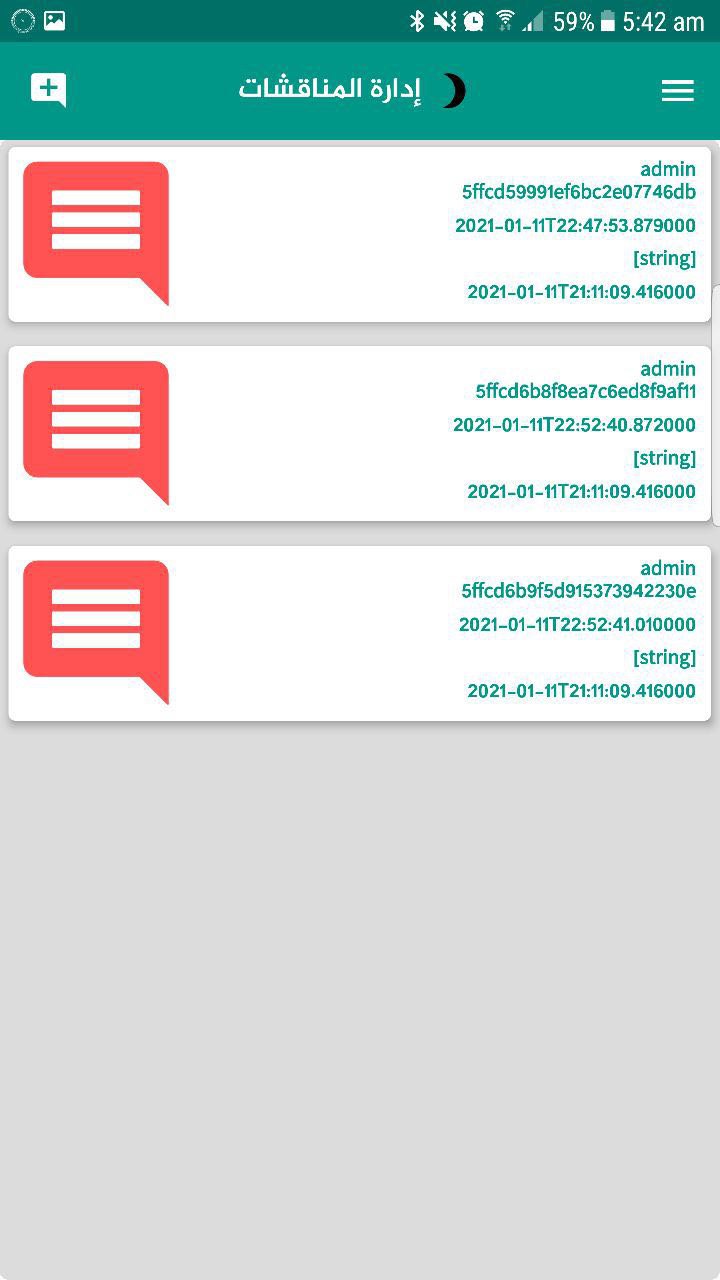 59% 5:42 am
إدارة المناقشات
admin
5ffcd59991ef6bc2e07746db
2021-01-11T22:47:53.879000
[string]
2021-01-11T21:11:09.416000
admin
5ffcd6b8f8ea7c6ed8f9af11
2021-01-11T22:52:40.872000
[string]
2021-01-11T21:11:09.416000
admin
5ffcd6b9f5d915373942230e
2021-01-11T22:52:41.010000
[string]
2021-01-11T21:11:09.416000